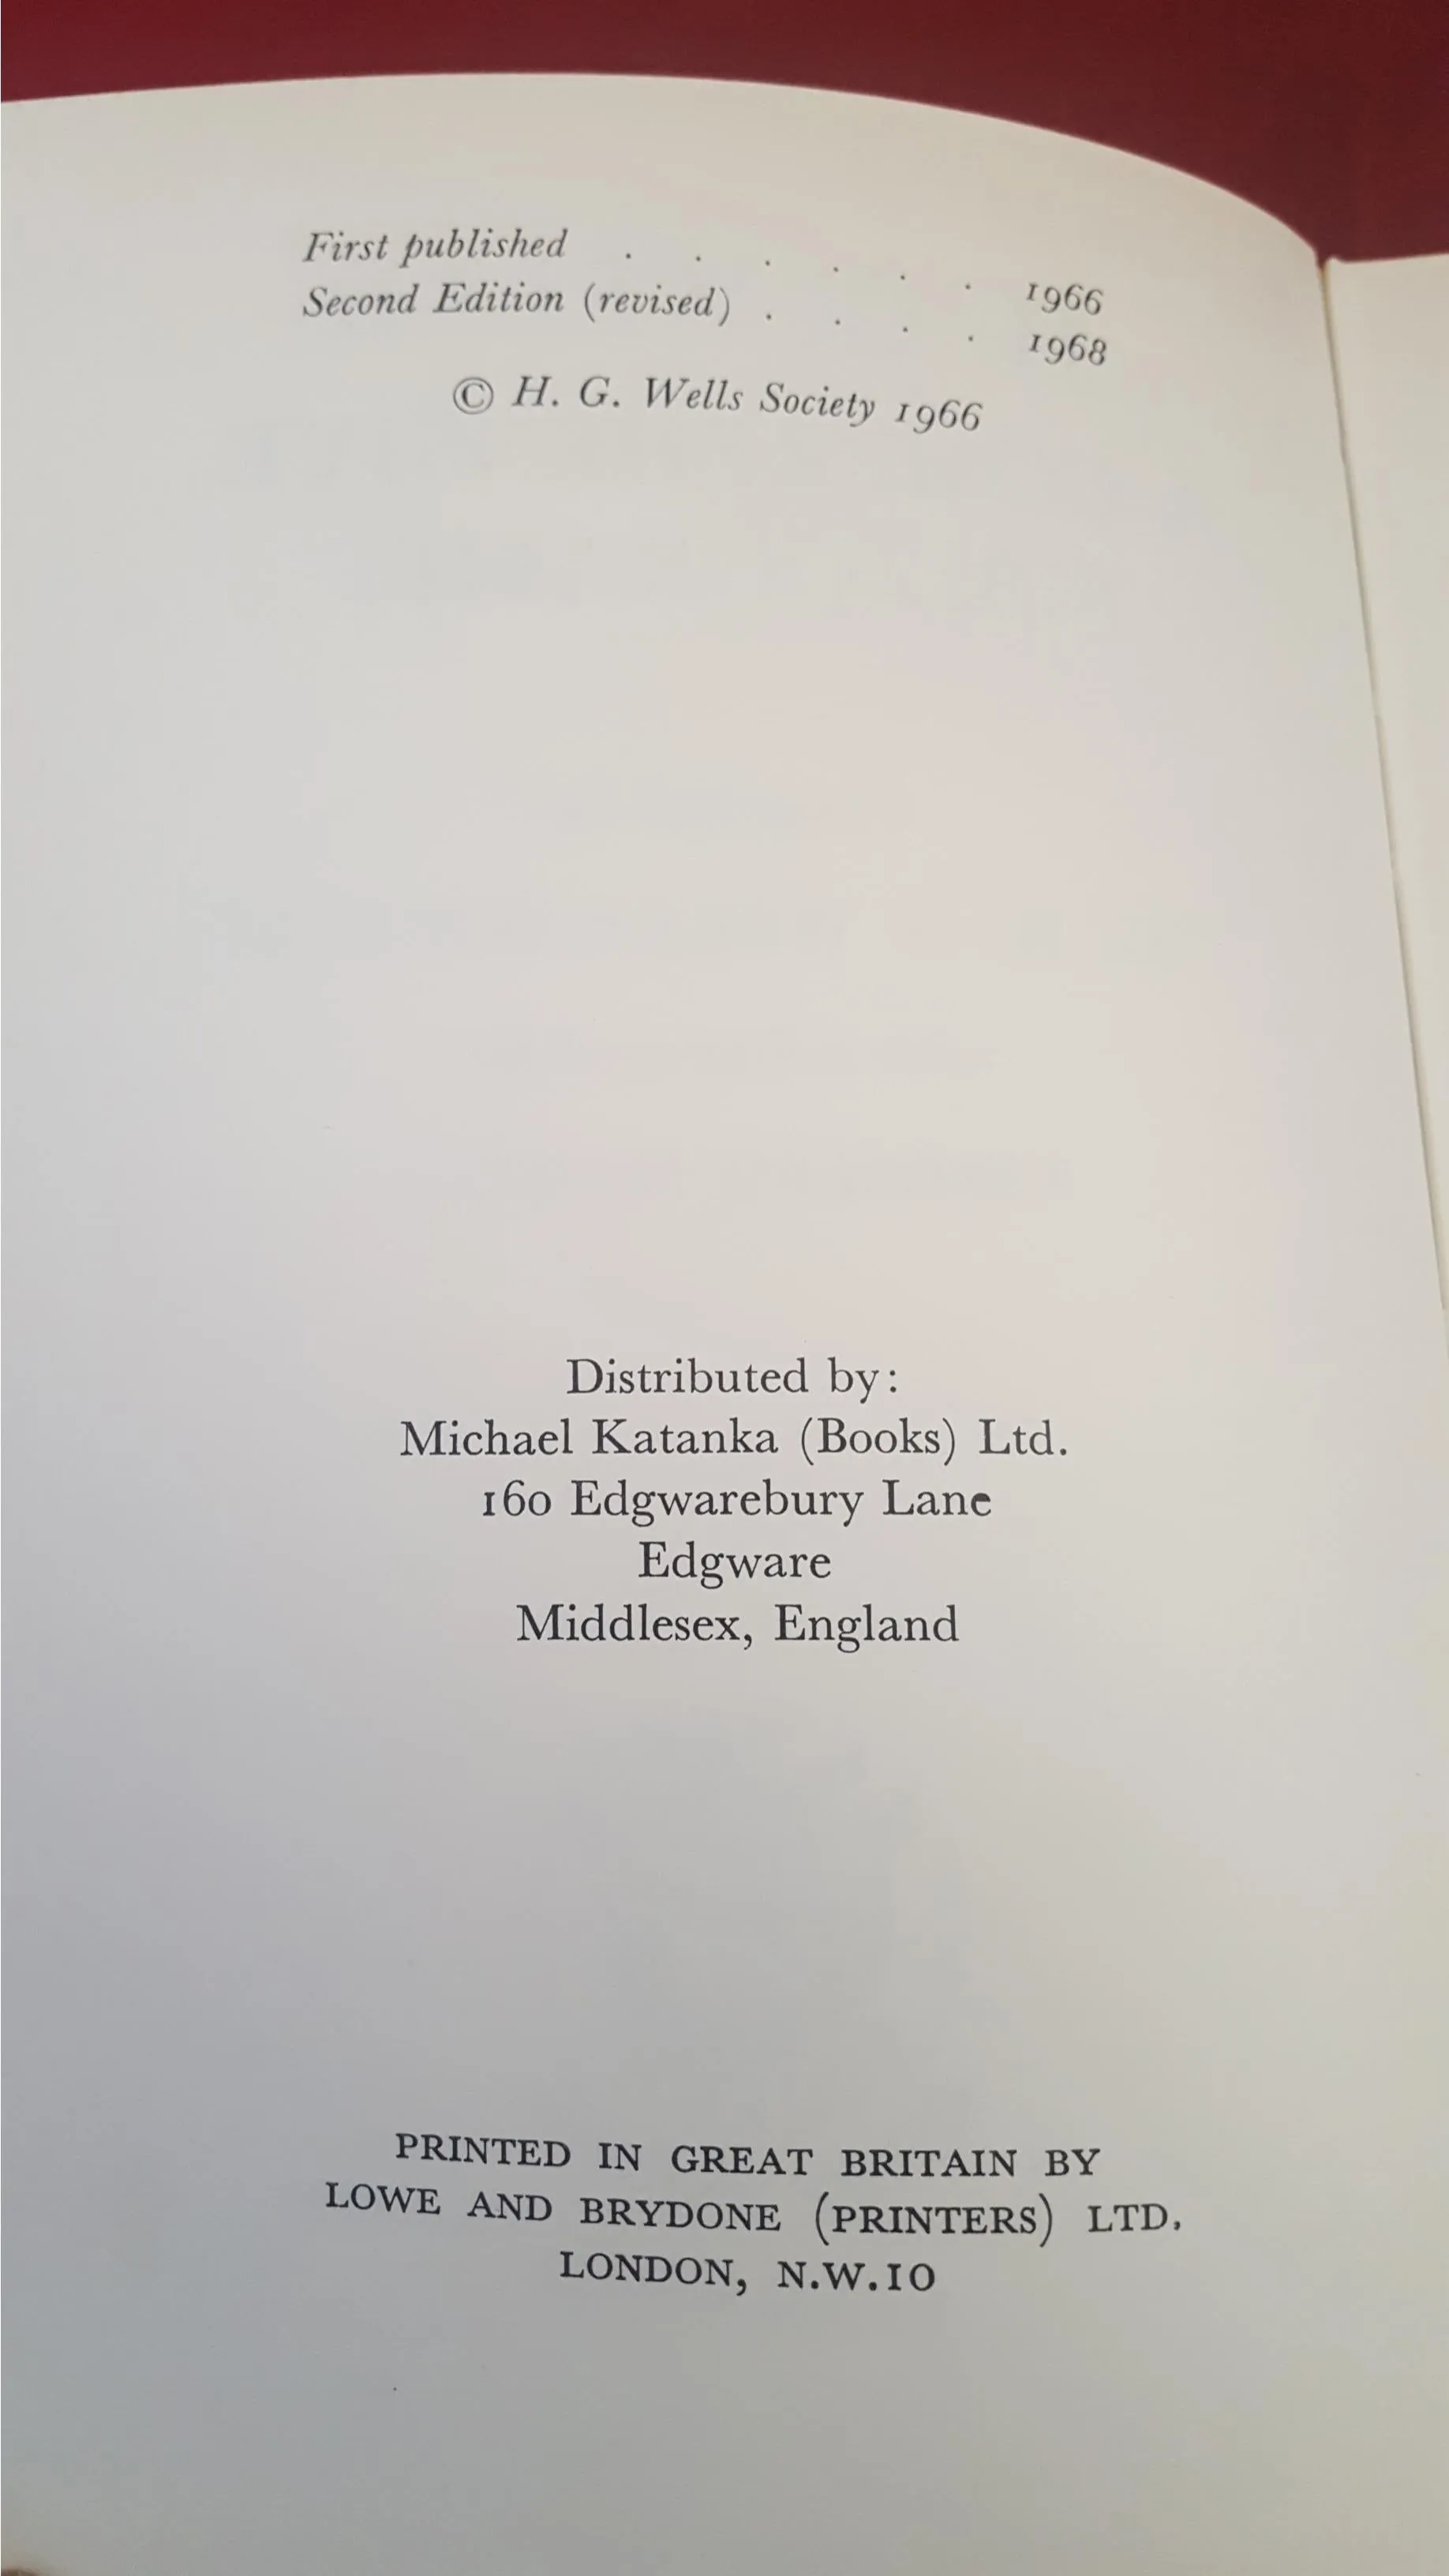 First published . . . . . . 1966
Second Edition (revised) . . . . 1968
© H. G. Wells Society 1966
Distributed by:
Michael Katanka (Books) Ltd.
160 Edgwarebury Lane
Edgware
Middlesex, England
PRINTED IN GREAT BRITAIN BY
LOWE AND BRYDONE (PRINTERS) LTD.
LONDON, N.W.10